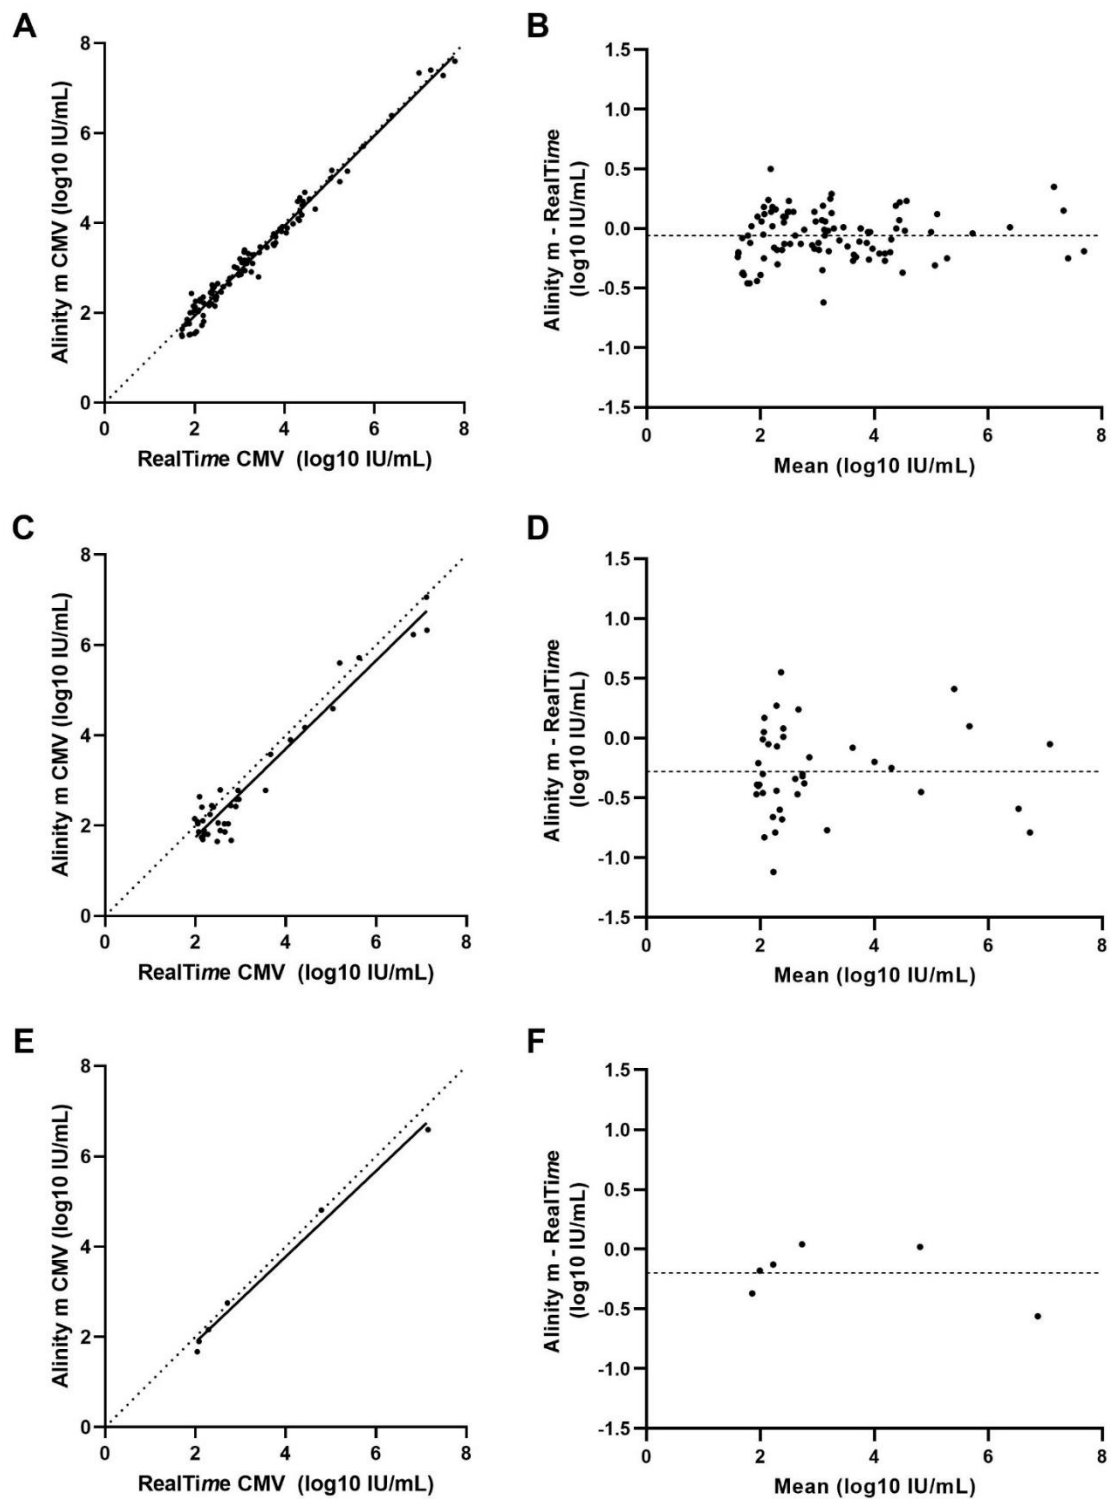 A
8
6
4
2
0
Alinity m CMV (log10 IU/mL)
0 2 4 6 8
RealTime CMV (log10 IU/mL)
B
1.5
1.0
0.5
0.0
-0.5
-1.0
-1.5
Alinity m - RealTime
(log10 IU/mL)
0 2 4 6 8
Mean (log10 IU/mL)
C
8
6
4
2
0
Alinity m CMV (log10 IU/mL)
0 2 4 6 8
RealTime CMV (log10 IU/mL)
D
1.5
1.0
0.5
0.0
-0.5
-1.0
-1.5
Alinity m - RealTime
(log10 IU/mL)
0 2 4 6 8
Mean (log10 IU/mL)
E
8
6
4
2
0
Alinity m CMV (log10 IU/mL)
0 2 4 6 8
RealTime CMV (log10 IU/mL)
F
1.5
1.0
0.5
0.0
-0.5
-1.0
-1.5
Alinity m - RealTime
(log10 IU/mL)
0 2 4 6 8
Mean (log10 IU/mL)